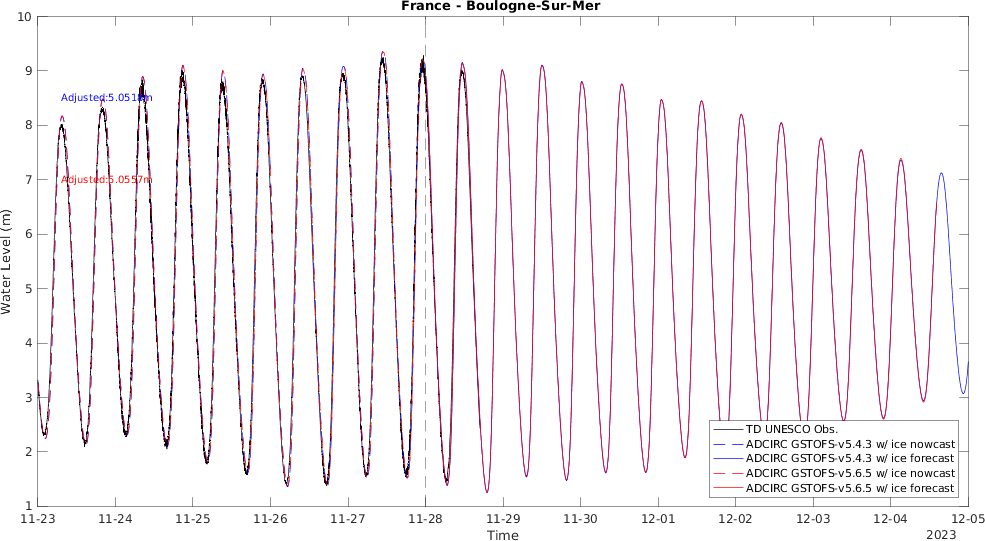 France - Boulogne-Sur-Mer
10
9
8
7
6
5
4
3
2
1
Water Level (m)
Adjusted:5.0518m
Adjusted:5.0557m
TD UNESCO Obs.
ADCIRC GSTOFS-v5.4.3 w/ ice nowcast
ADCIRC GSTOFS-v5.4.3 w/ ice forecast
ADCIRC GSTOFS-v5.6.5 w/ ice nowcast
ADCIRC GSTOFS-v5.6.5 w/ ice forecast
11-23 11-24 11-25 11-26 11-27 11-28 11-29 11-30 12-01 12-02 12-03 12-04 12-05
Time
2023